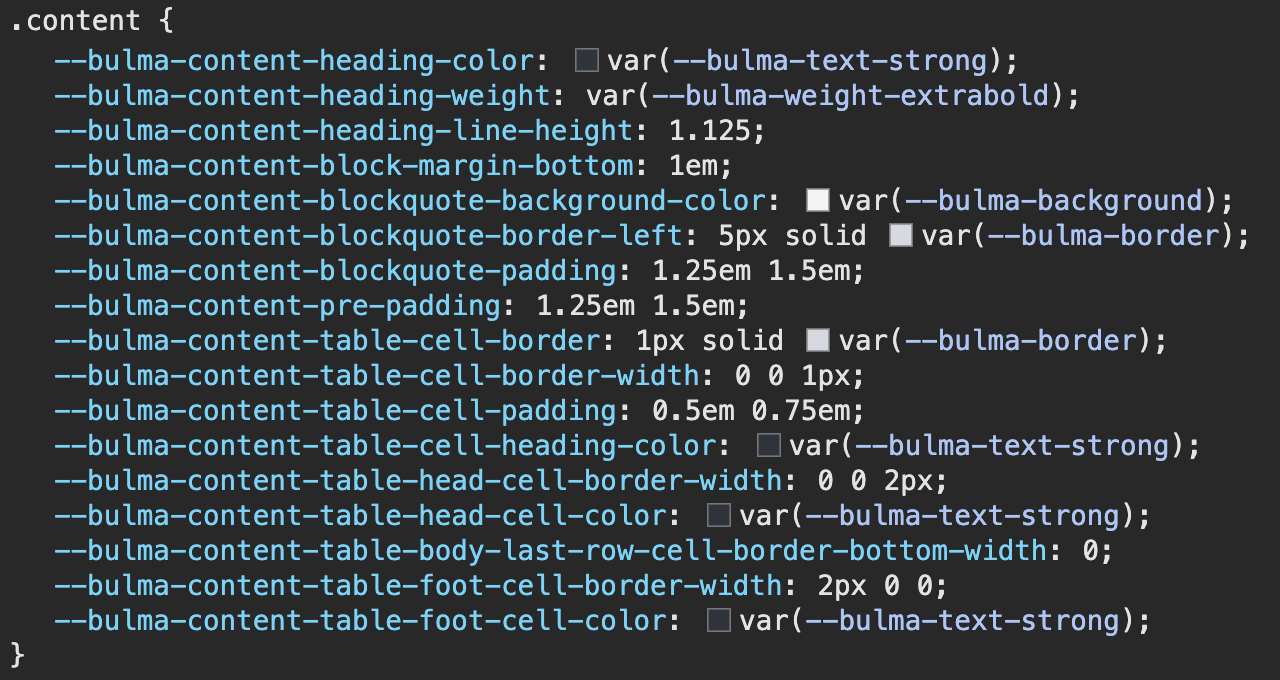 .content {
--bulma-content-heading-color: var(--bulma-text-strong);
--bulma-content-heading-weight: var(--bulma-weight-extrabold);
--bulma-content-heading-line-height: 1.125;
--bulma-content-block-margin-bottom: 1em;
--bulma-content-blockquote-background-color: var(--bulma-background);
--bulma-content-blockquote-border-left: 5px solid var(--bulma-border);
--bulma-content-blockquote-padding: 1.25em 1.5em;
--bulma-content-pre-padding: 1.25em 1.5em;
--bulma-content-table-cell-border: 1px solid var(--bulma-border);
--bulma-content-table-cell-border-width: 0 0 1px;
--bulma-content-table-cell-padding: 0.5em 0.75em;
--bulma-content-table-cell-heading-color: var(--bulma-text-strong);
--bulma-content-table-head-cell-border-width: 0 0 2px;
--bulma-content-table-head-cell-color: var(--bulma-text-strong);
--bulma-content-table-body-last-row-cell-border-bottom-width: 0;
--bulma-content-table-foot-cell-border-width: 2px 0 0;
--bulma-content-table-foot-cell-color: var(--bulma-text-strong);
}